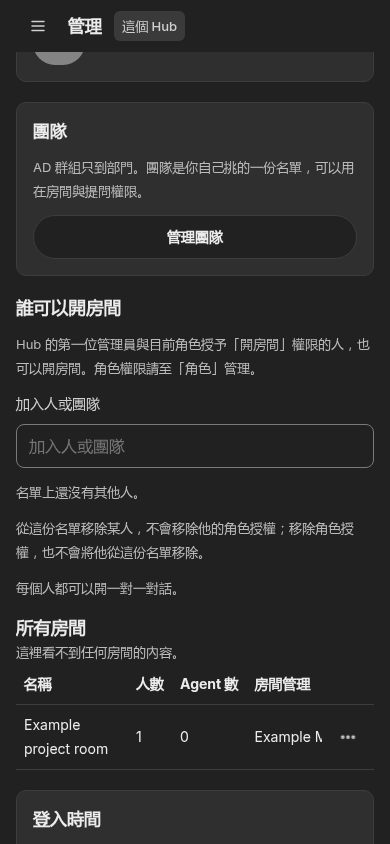 管理 這個 Hub
團隊
AD 群組只到部門。團隊是你自己挑的一份名單，可以用
在房間與提問權限。
管理團隊
誰可以開房間
Hub 的第一位管理員與目前角色授予「開房間」權限的人，也
可以開房間。角色權限請至「角色」管理。
加入人或團隊
加入人或團隊
名單上還沒有其他人。
從這份名單移除某人，不會移除他的角色授權；移除角色授
權，也不會將他從這份名單移除。
每個人都可以開一對一對話。
所有房間
這裡看不到任何房間的內容。
名稱 人數 Agent 數 房間管理
Example
project room 1 0 Example
登入時間